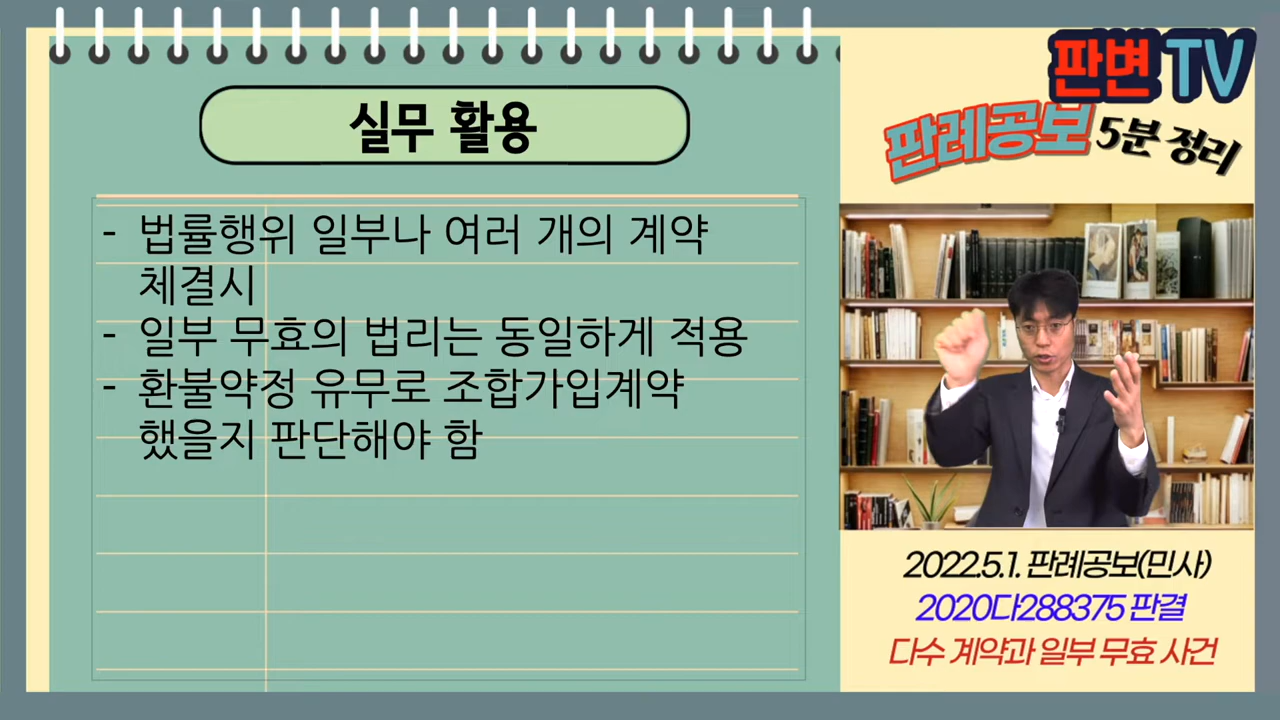 실무 활용
- 법률행위 일부나 여러 개의 계약
체결시
- 일부 무효의 법리는 동일하게 적용
- 환불약정 유무로 조합가입계약
했을지 판단해야 함
판변 TV
판례공보 5분 정리
2022.5.1. 판례공보(민사)
2020다288375 판결
다수 계약과 일부 무효 사건